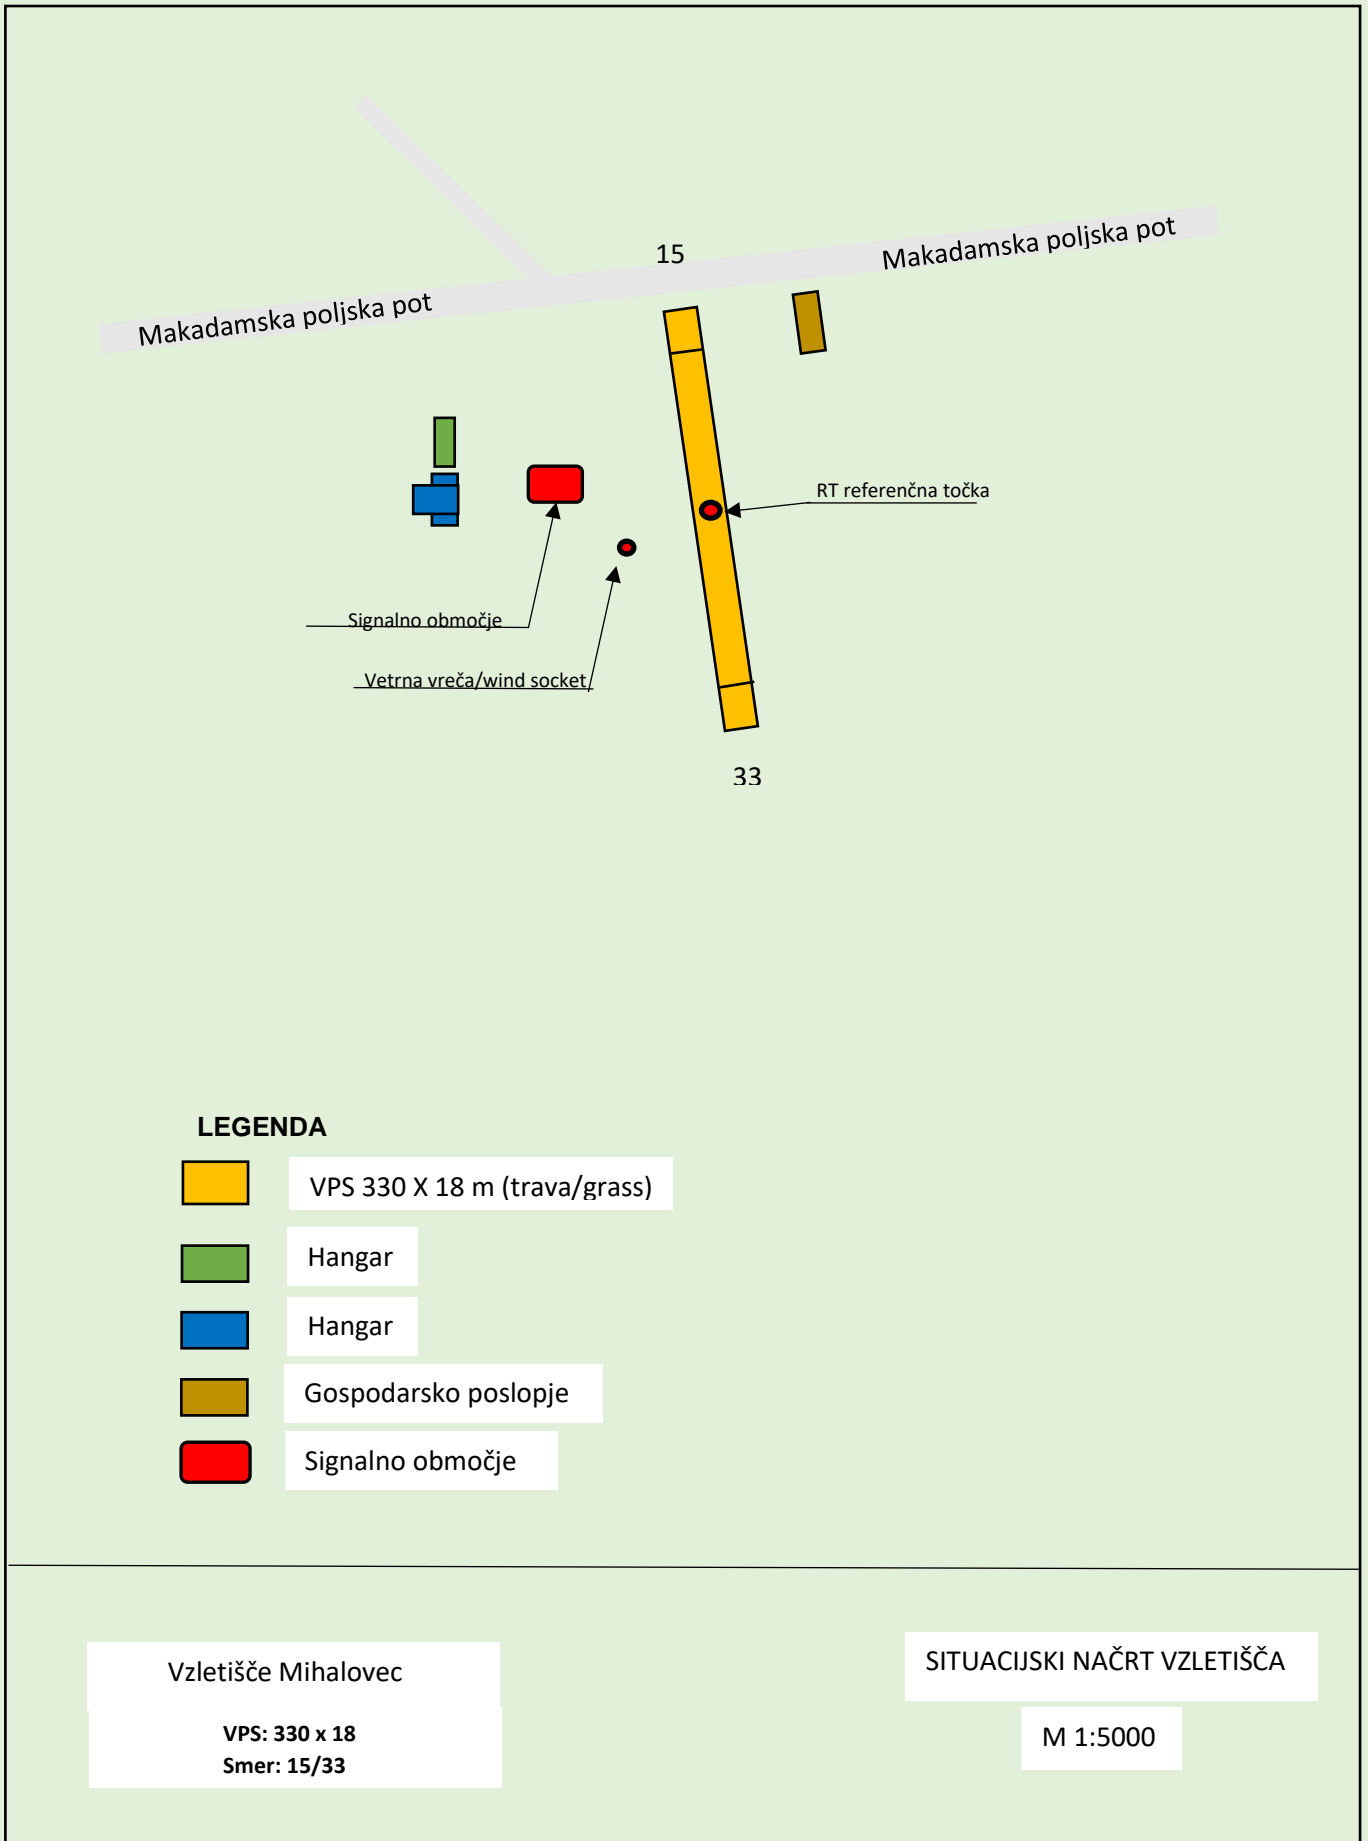 15
Makadamska poljska pot
Makadamska poljska pot
RT referenčna točka
Signalno območje
Vetrna vreča/wind socket
33
LEGENDA
VPS 330 X 18 m (trava/grass)
Hangar
Hangar
Gospodarsko poslopje
Signalno območje
Vzletišče Mihalovec
VPS: 330 x 18
Smer: 15/33
SITUACIJSKI NAČRT VZLETIŠČA
M 1:5000